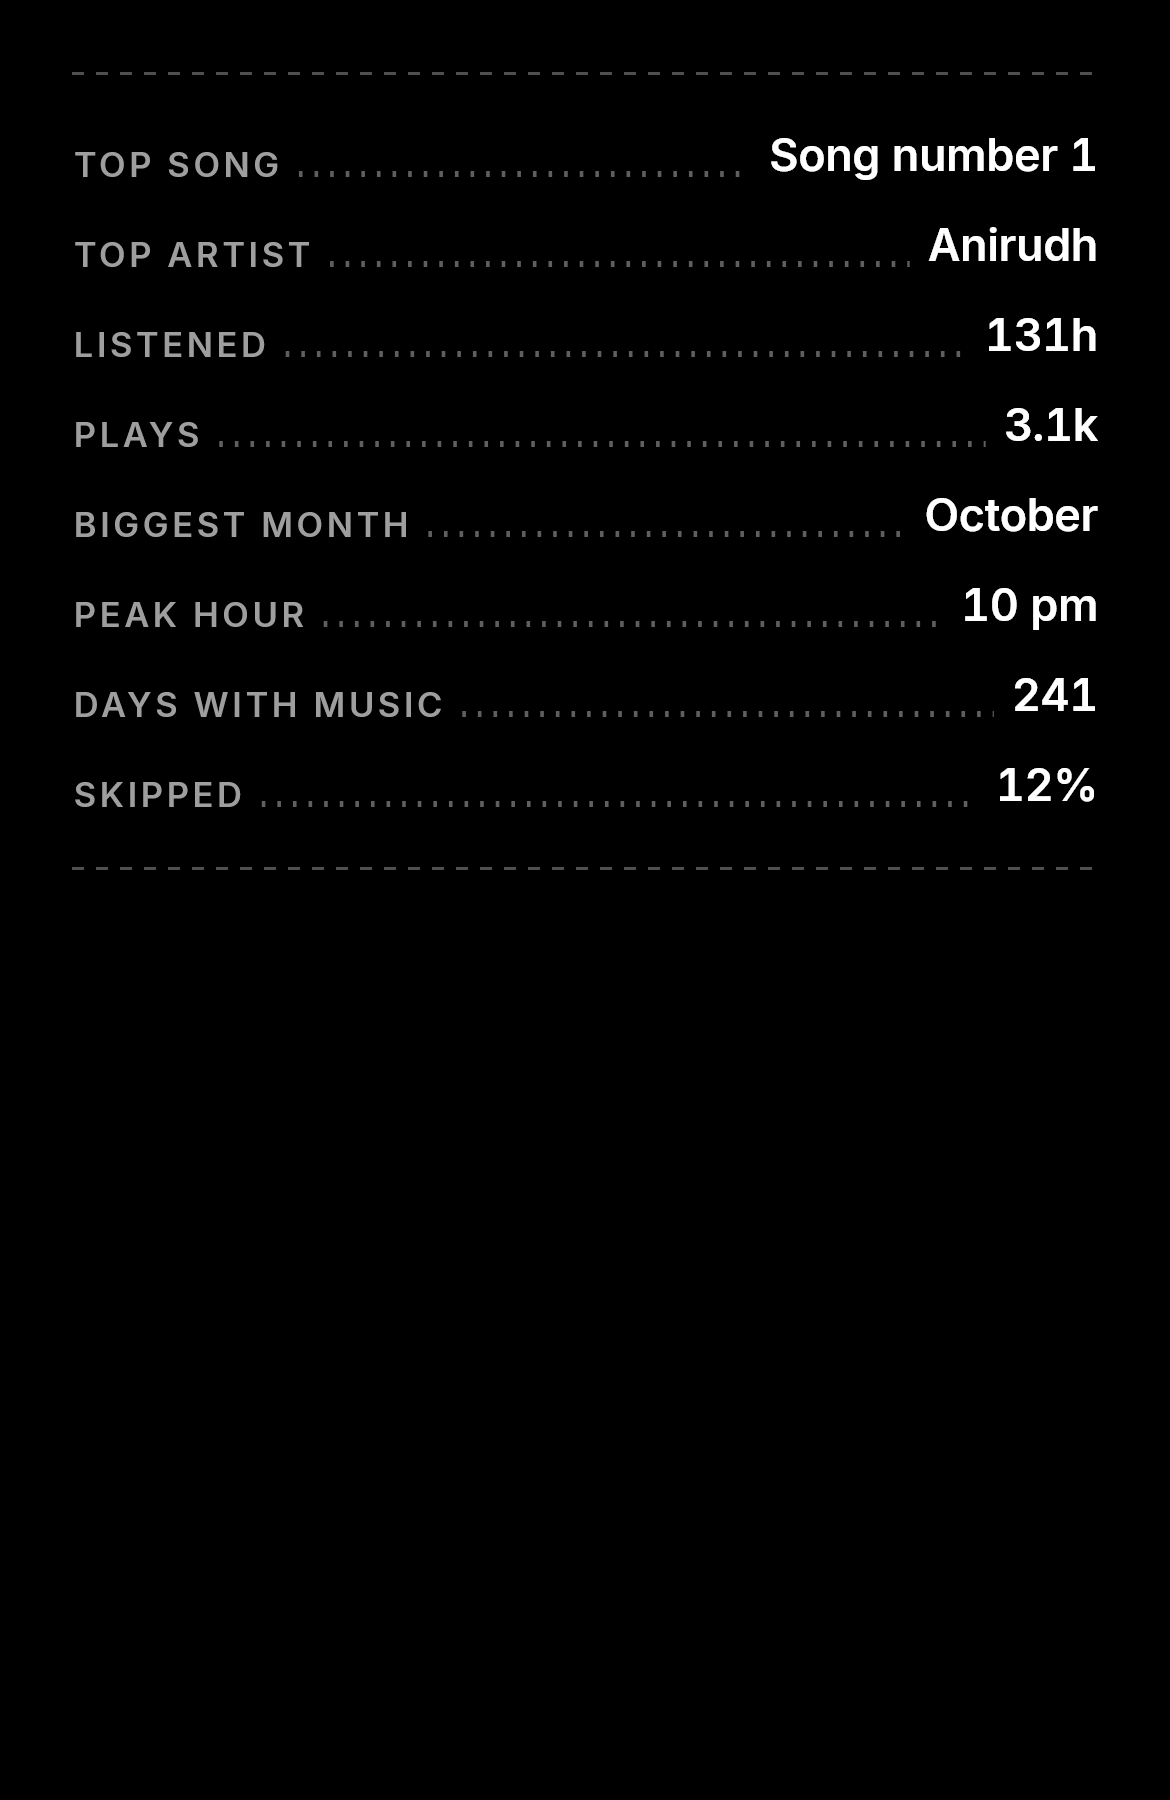 TOP SONG ............................. Song number 1
TOP ARTIST ...................................... Anirudh
LISTENED ............................................ 131h
PLAYS .................................................. 3.1k
BIGGEST MONTH ............................... October
PEAK HOUR ........................................ 10 pm
DAYS WITH MUSIC ................................... 241
SKIPPED .............................................. 12%